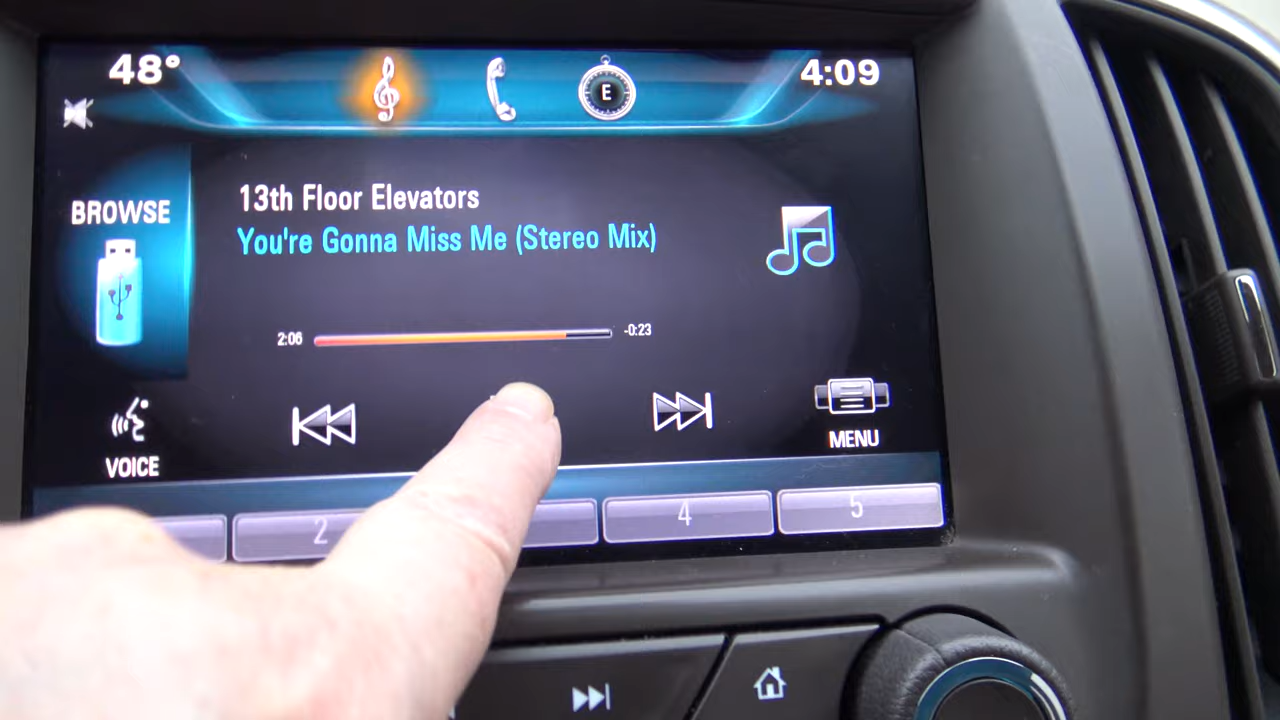 48°
E
4:09
BROWSE
13th Floor Elevators
You're Gonna Miss Me (Stereo Mix)
2:06
-0:23
VOICE
MENU
2
4
5